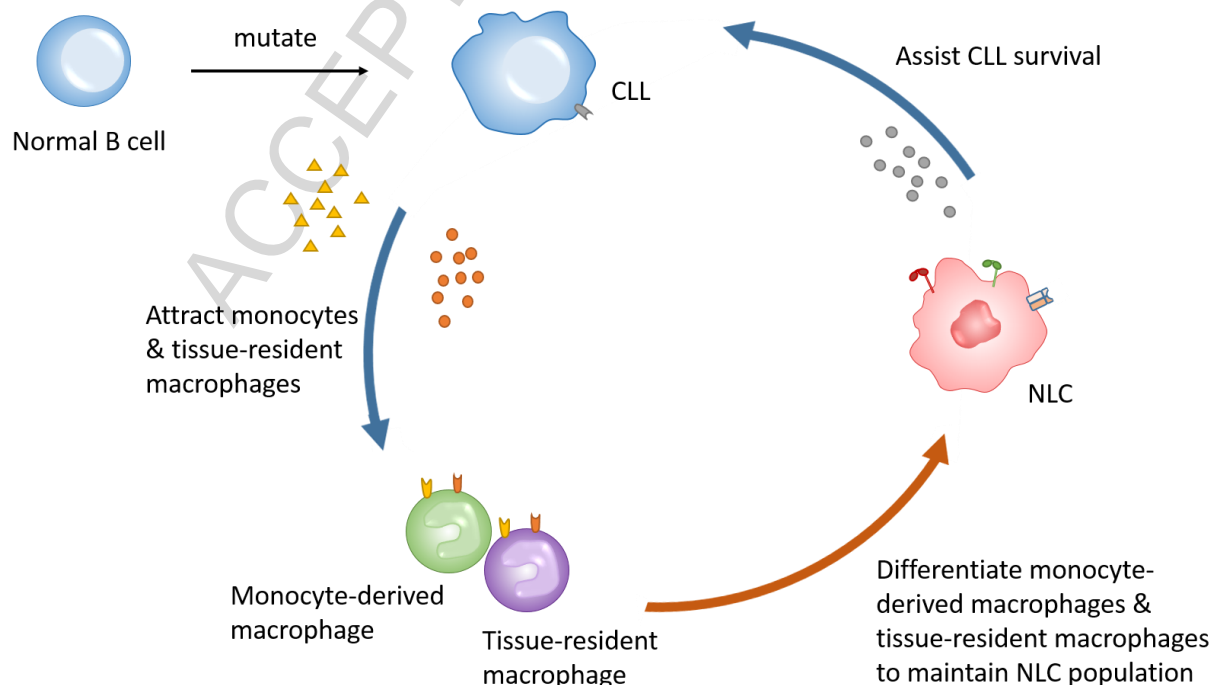 mutate
Assist CLL survival
CLL
Normal B cell
ACCEP
Attract monocytes
& tissue-resident
macrophages
NLC
Monocyte-derived
macrophage
Tissue-resident
macrophage
Differentiate monocyte-
derived macrophages &
tissue-resident macrophages
to maintain NLC population